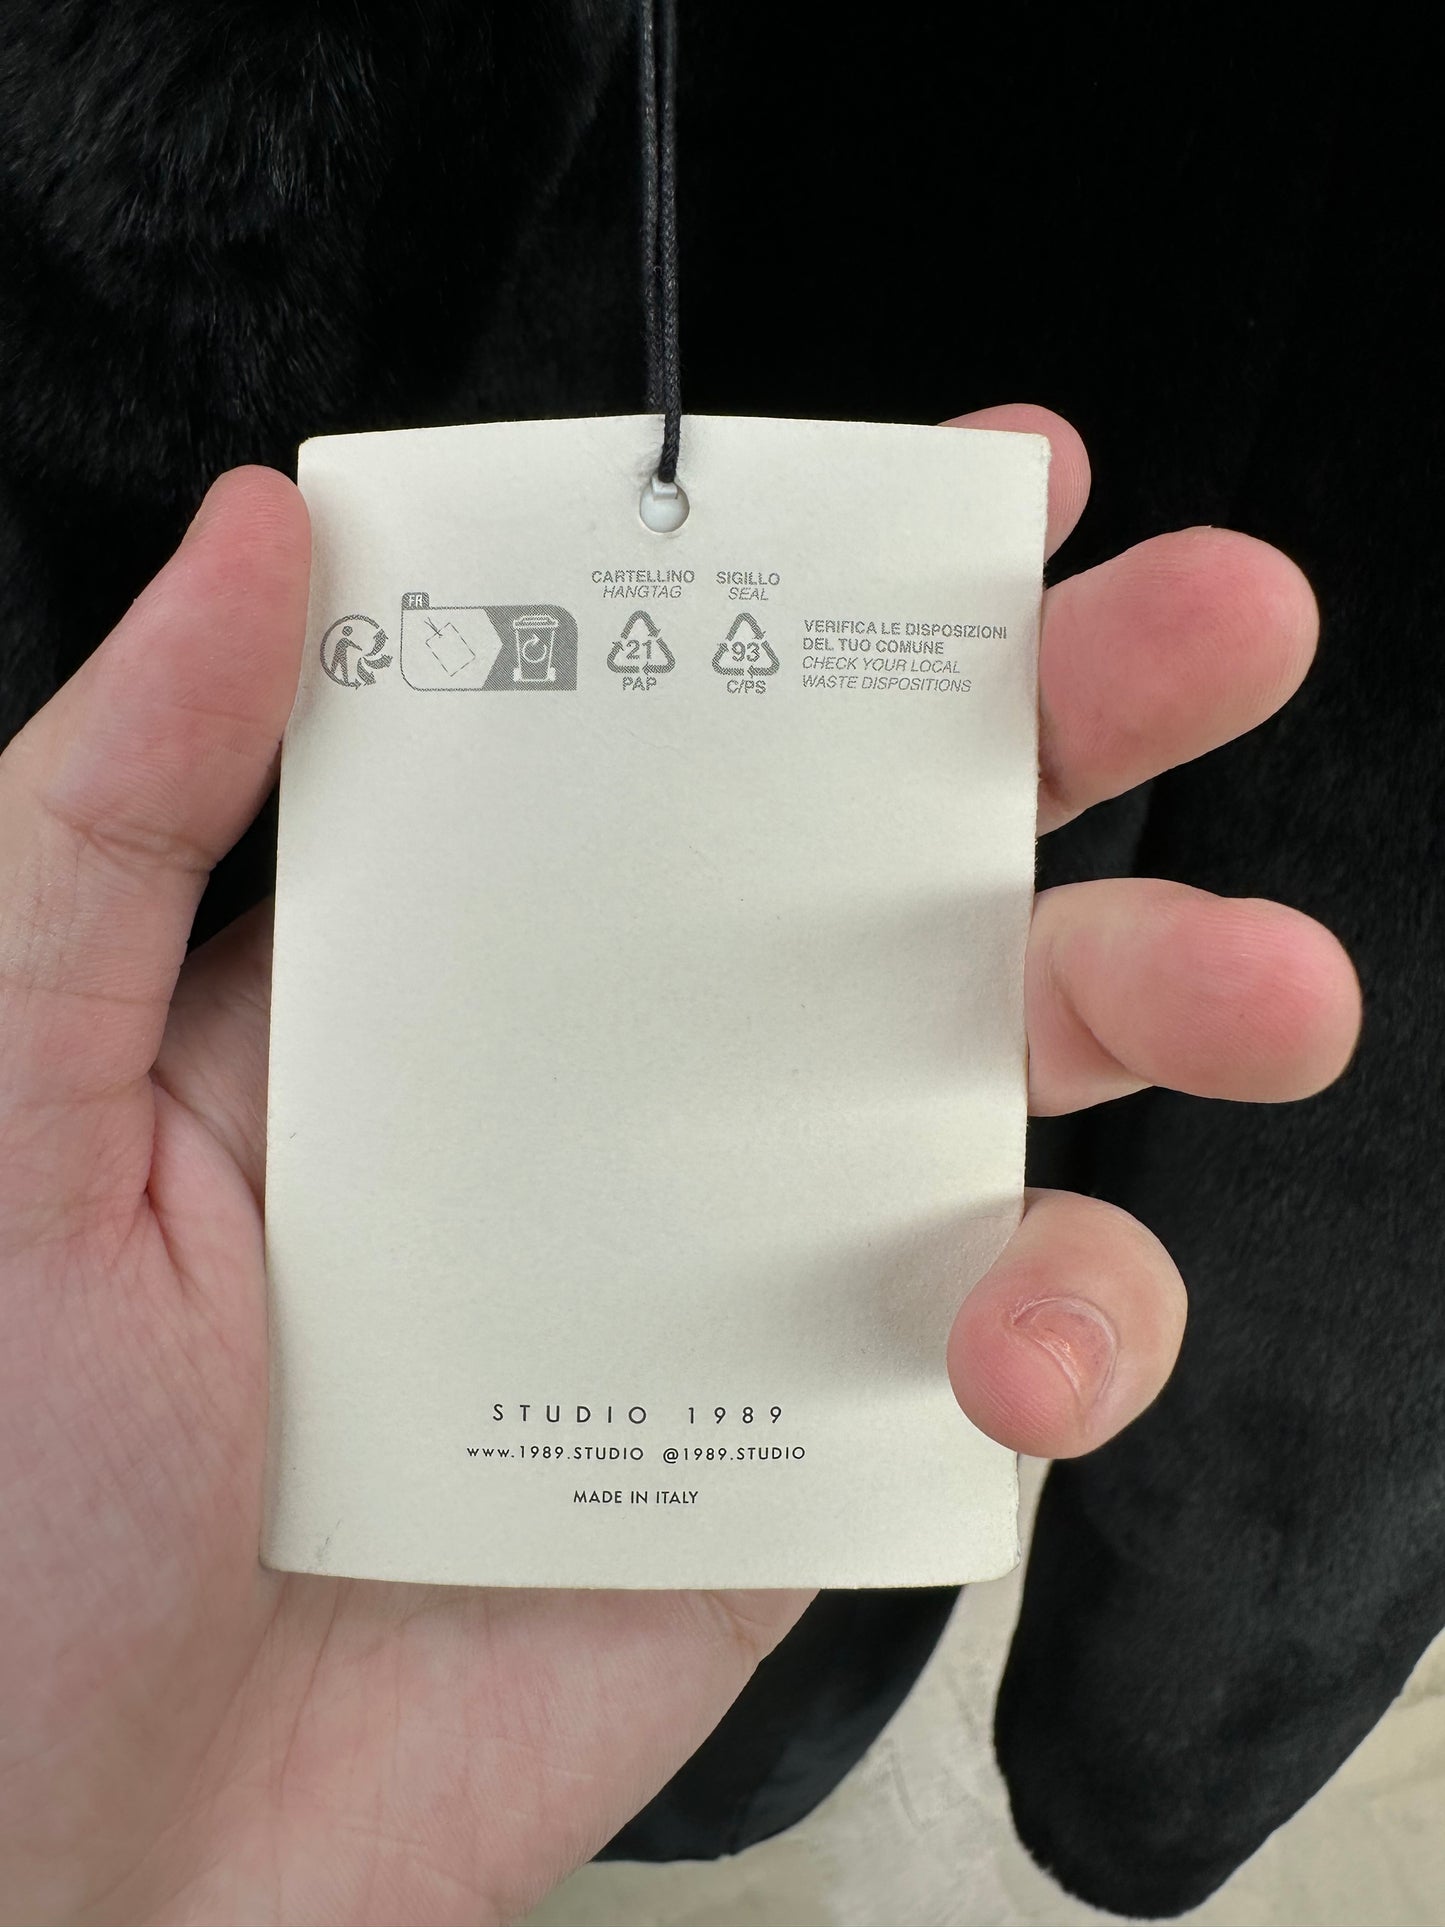 CARTELLINO
HANGTAG
SIGILLO
SEAL
FR
21
PAP
93
C/PS
VERIFICA LE DISPOSIZIONI
DEL TUO COMUNE
CHECK YOUR LOCAL
WASTE DISPOSITIONS
STUDIO 1989
www.1989.STUDIO @1989.STUDIO
MADE IN ITALY